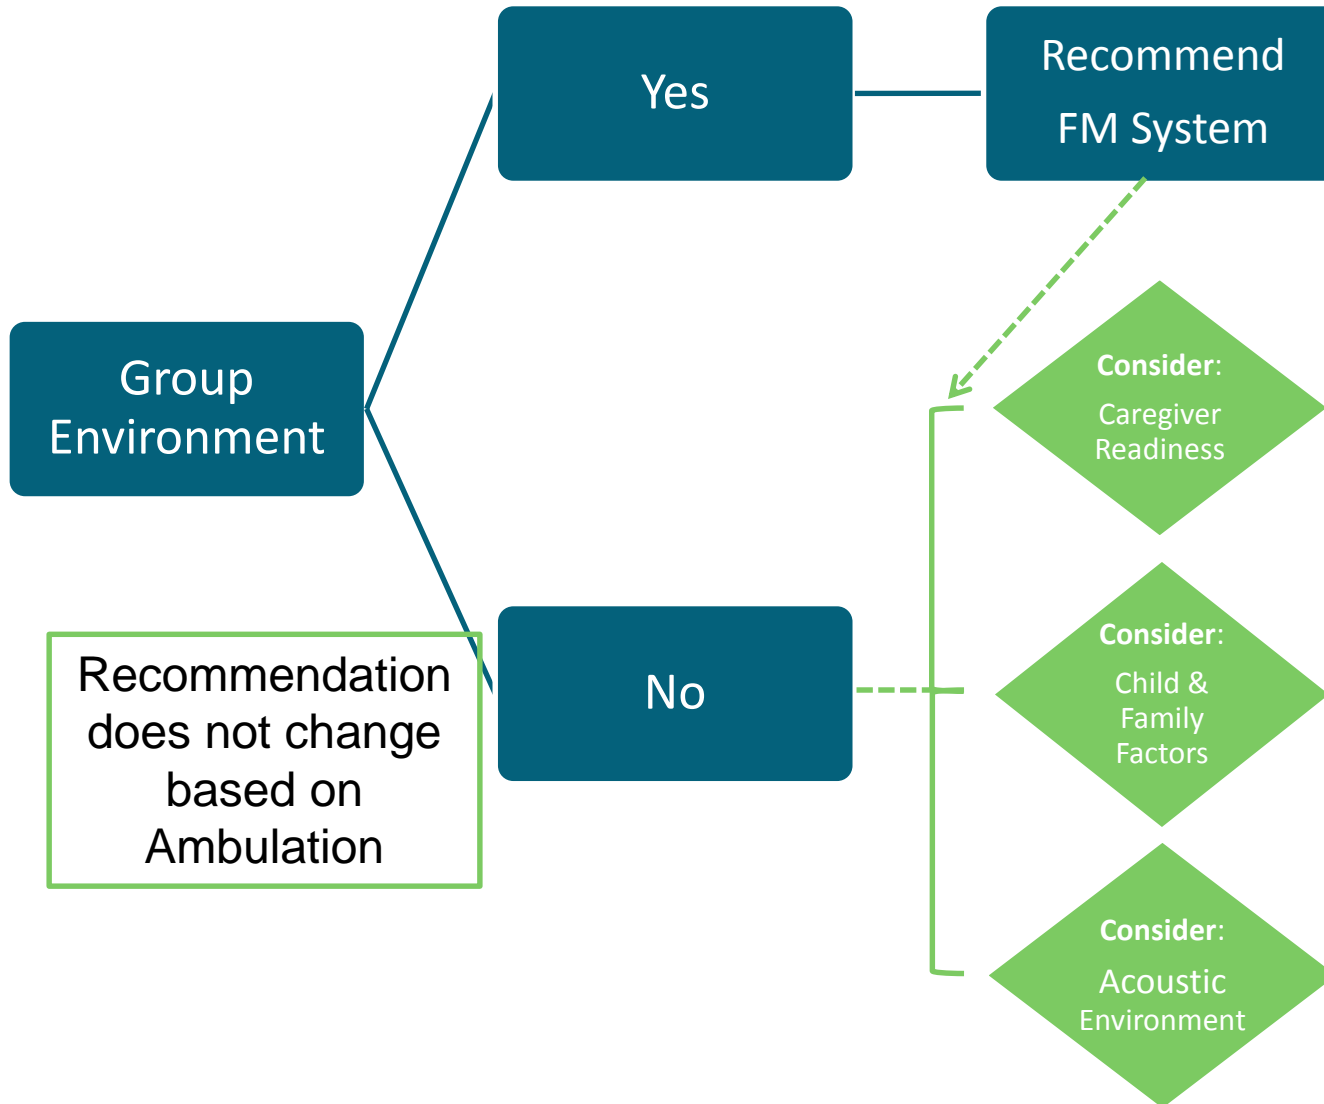 Yes
Recommend
FM System
Group
Environment
Consider:
Caregiver
Readiness
Recommendation
does not change
based on
Ambulation
No
Consider:
Child &
Family
Factors
Consider:
Acoustic
Environment